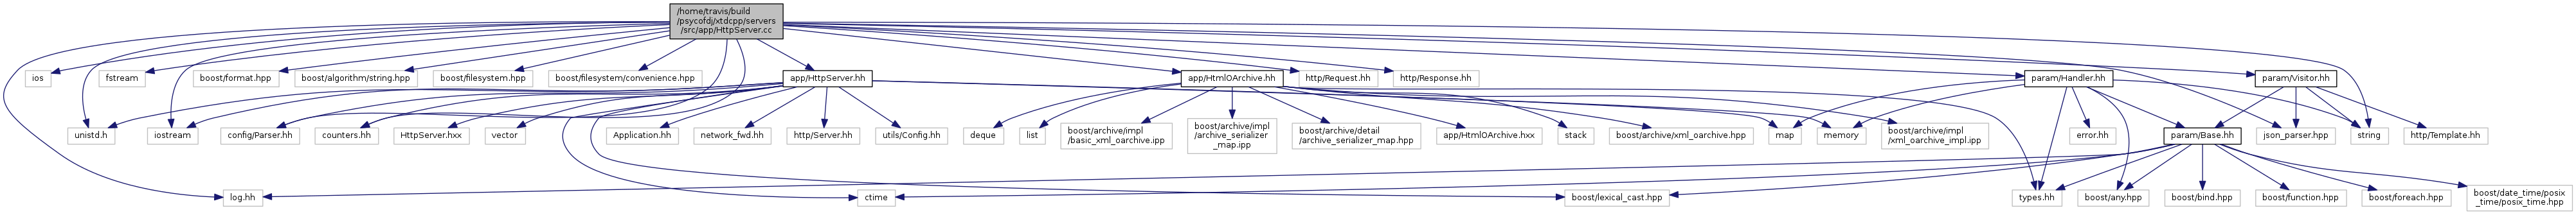 /home/travis/build
/psycofdj/xtdcpp/servers
/src/app/HttpServer.cc
ios
fstream
boost/format.hpp
boost/algorithm/string.hpp
boost/filesystem.hpp
boost/filesystem/convenience.hpp
app/HttpServer.hh
app/HtmlOArchive.hh
http/Request.hh
http/Response.hh
param/Handler.hh
param/Visitor.hh
unistd.h
iostream
config/Parser.hh
counters.hh
HttpServer.hxx
vector
Application.hh
network_fwd.hh
http/Server.hh
utils/Config.hh
deque
list
boost/archive/impl
/basic_xml_oarchive.ipp
boost/archive/impl
/archive_serializer
_map.ipp
boost/archive/detail
/archive_serializer_map.hpp
app/HtmlOArchive.hxx
stack
boost/archive/xml_oarchive.hpp
map
memory
boost/archive/impl
/xml_oarchive_impl.ipp
error.hh
param/Base.hh
json_parser.hpp
string
http/Template.hh
log.hh
ctime
boost/lexical_cast.hpp
types.hh
boost/any.hpp
boost/bind.hpp
boost/function.hpp
boost/foreach.hpp
boost/date_time/posix
_time/posix_time.hpp